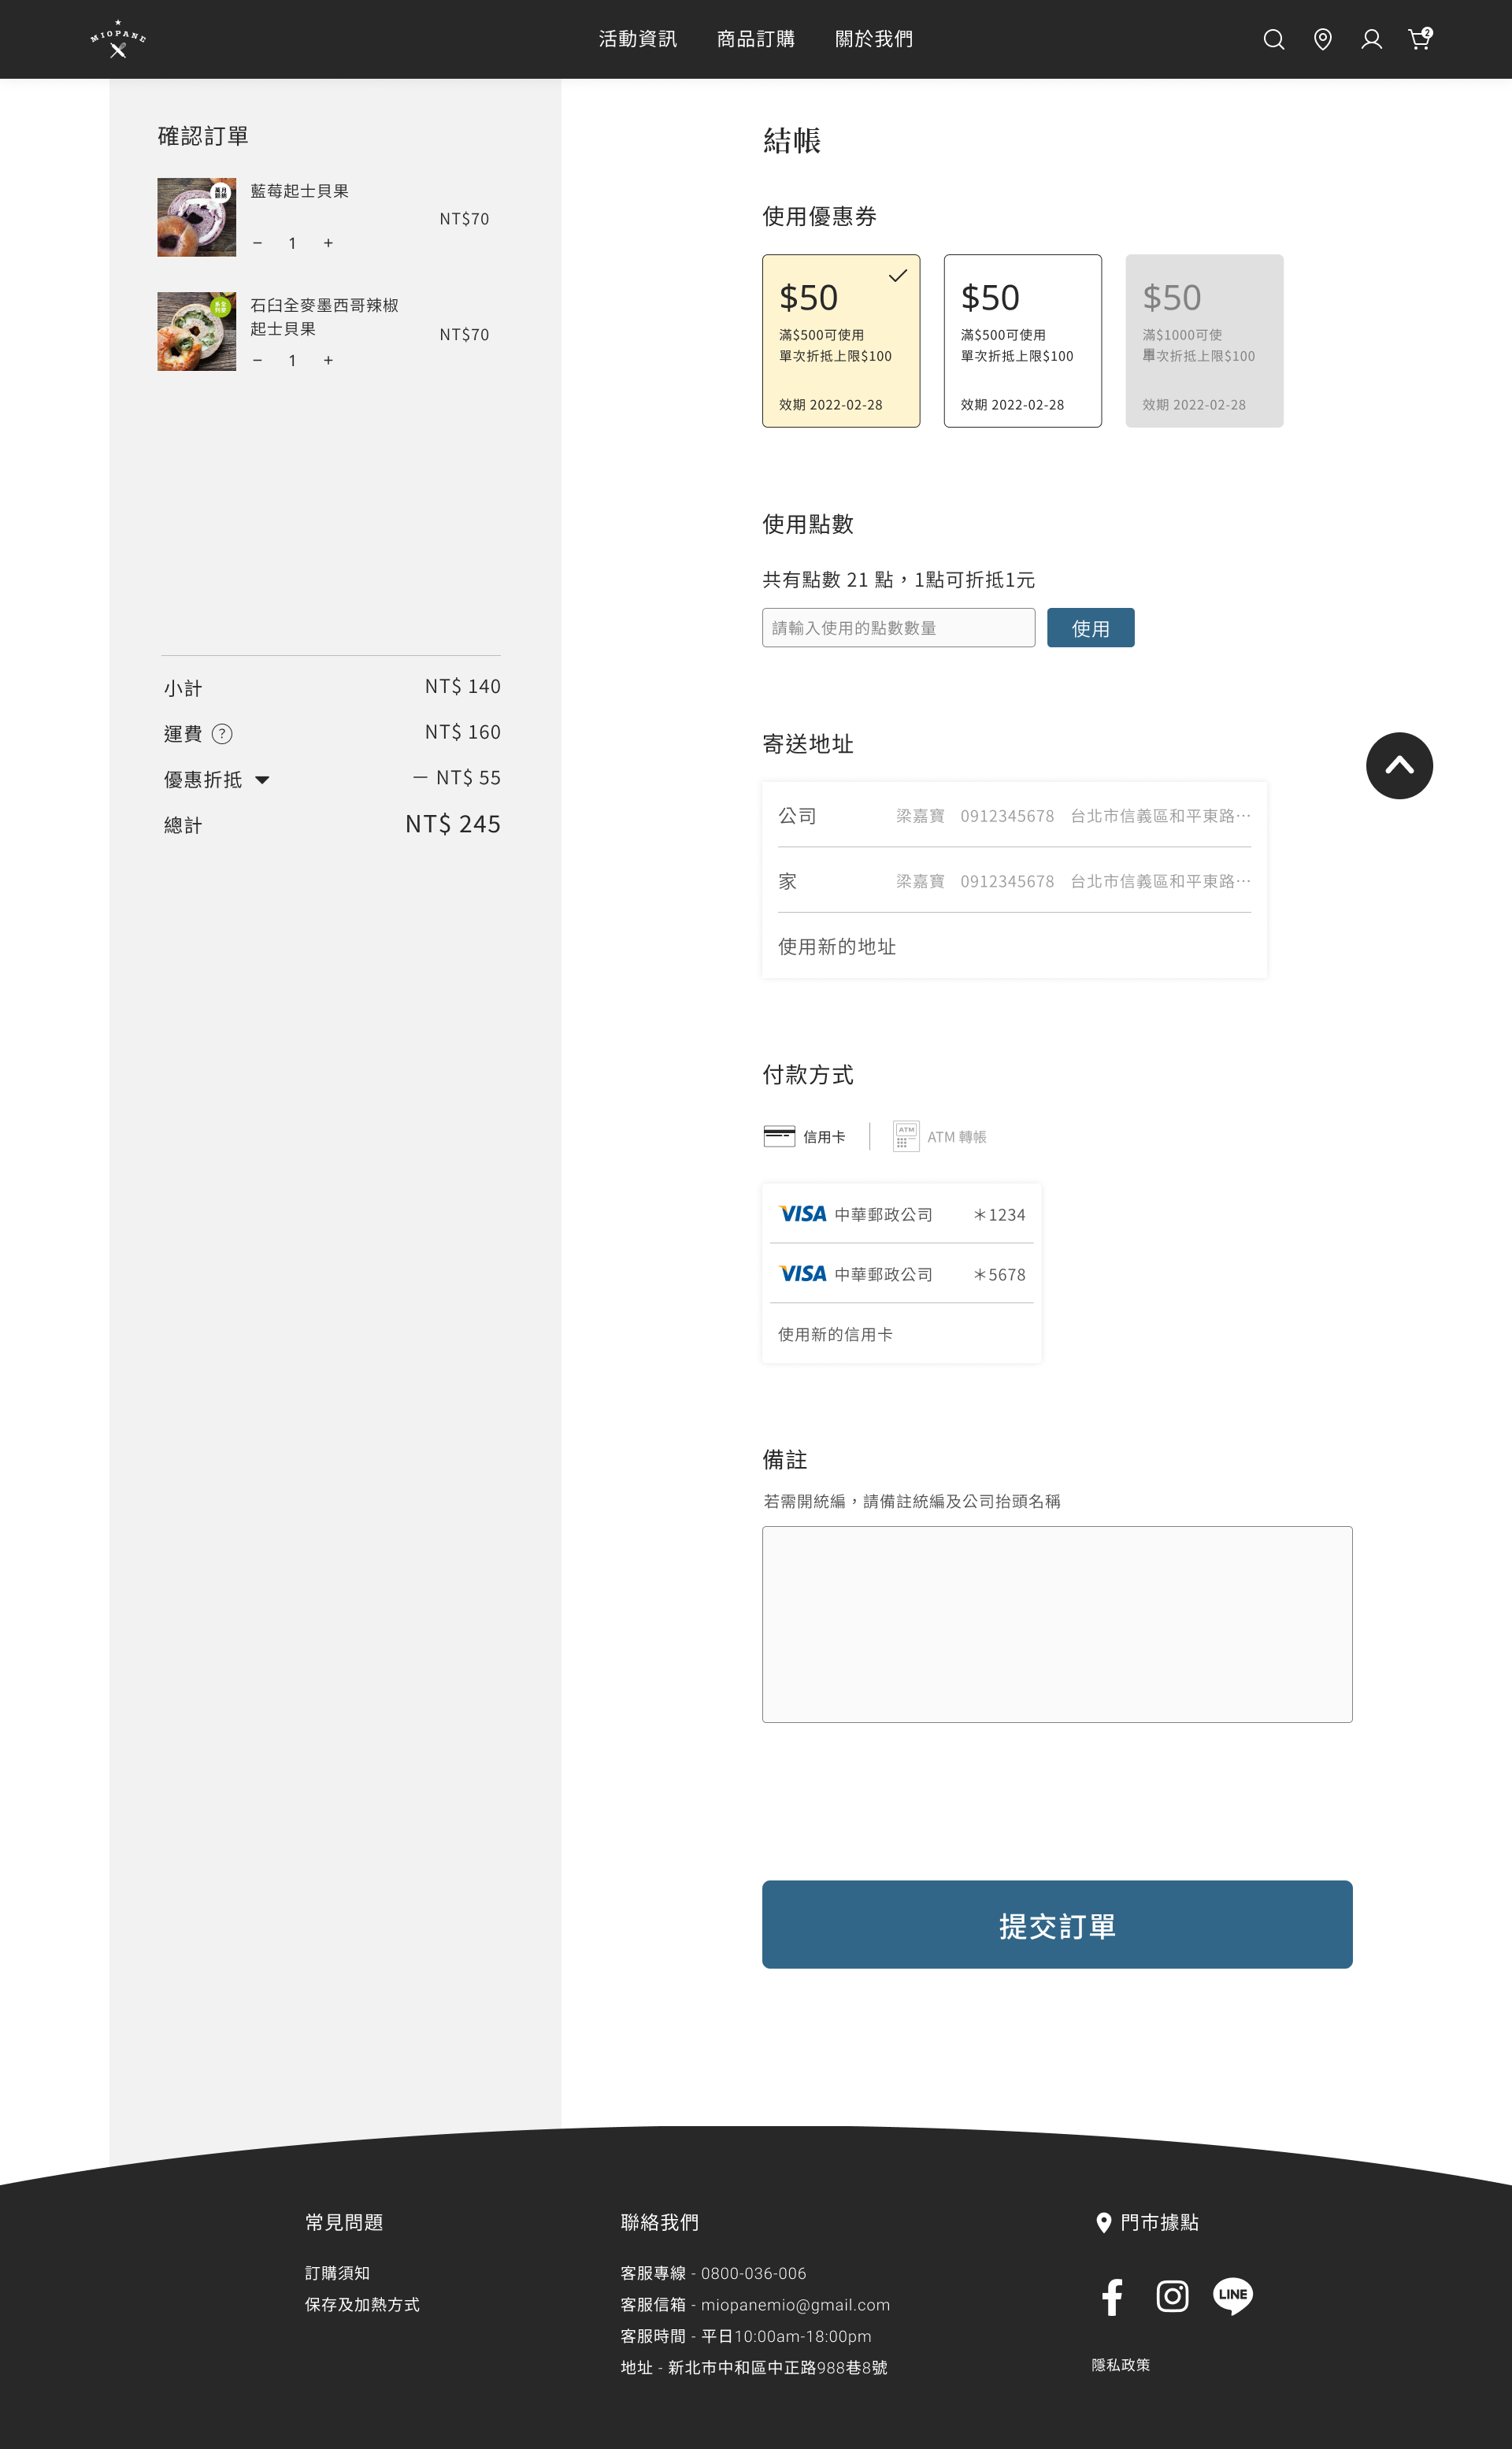 MIOPANE
活動資訊
商品訂購
關於我們
2
確認訂單
藍莓起士貝果
NT$70
− 1 +
石臼全麥墨西哥辣椒
起士貝果
NT$70
− 1 +
小計 NT$ 140
運費 ? NT$ 160
優惠折抵 － NT$ 55
總計 NT$ 245
結帳
使用優惠券
$50
滿$500可使用
單次折抵上限$100
效期 2022-02-28
$50
滿$500可使用
單次折抵上限$100
效期 2022-02-28
$50
滿$1000可使
用
單次折抵上限$100
效期 2022-02-28
使用點數
共有點數 21 點，1點可折抵1元
請輸入使用的點數數量
使用
寄送地址
公司 梁嘉寶 0912345678 台北市信義區和平東路…
家 梁嘉寶 0912345678 台北市信義區和平東路…
使用新的地址
付款方式
信用卡
ATM
ATM 轉帳
VISA 中華郵政公司 ＊1234
VISA 中華郵政公司 ＊5678
使用新的信用卡
備註
若需開統編，請備註統編及公司抬頭名稱
提交訂單
常見問題
訂購須知
保存及加熱方式
聯絡我們
客服專線 - 0800-036-006
客服信箱 - miopanemio@gmail.com
客服時間 - 平日10:00am-18:00pm
地址 - 新北市中和區中正路988巷8號
門市據點
LINE
隱私政策